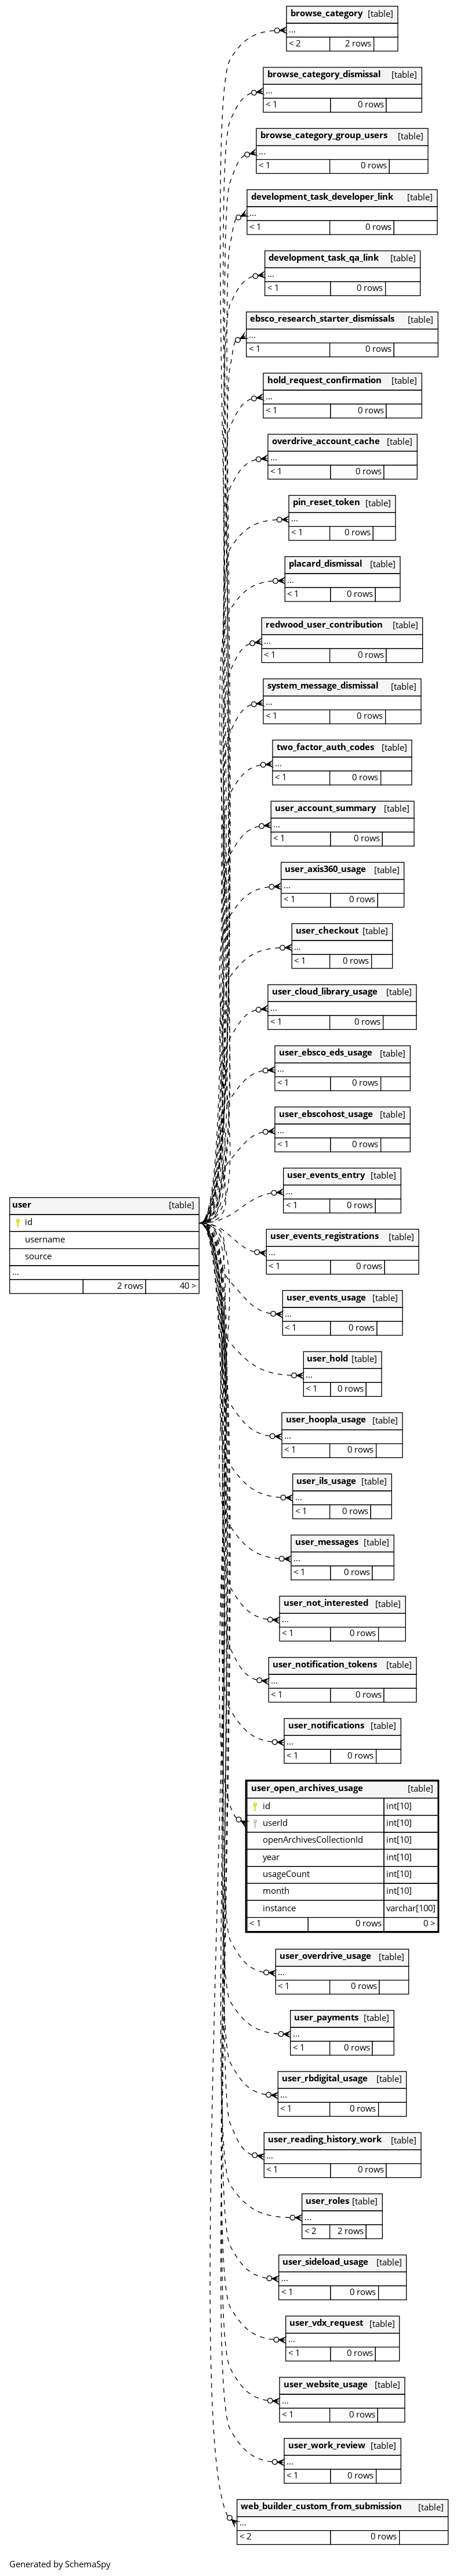 browse_category [table]
...
< 2 2 rows
browse_category_dismissal [table]
...
< 1 0 rows
browse_category_group_users [table]
...
< 1 0 rows
development_task_developer_link [table]
...
< 1 0 rows
development_task_qa_link [table]
...
< 1 0 rows
ebsco_research_starter_dismissals [table]
...
< 1 0 rows
hold_request_confirmation [table]
...
< 1 0 rows
overdrive_account_cache [table]
...
< 1 0 rows
pin_reset_token [table]
...
< 1 0 rows
placard_dismissal [table]
...
< 1 0 rows
redwood_user_contribution [table]
...
< 1 0 rows
system_message_dismissal [table]
...
< 1 0 rows
two_factor_auth_codes [table]
...
< 1 0 rows
user_account_summary [table]
...
< 1 0 rows
user_axis360_usage [table]
...
< 1 0 rows
user_checkout [table]
...
< 1 0 rows
user_cloud_library_usage [table]
...
< 1 0 rows
user_ebsco_eds_usage [table]
...
< 1 0 rows
user_ebscohost_usage [table]
...
< 1 0 rows
user_events_entry [table]
...
< 1 0 rows
user [table]
id
username
source
...
2 rows 40 >
user_events_registrations [table]
...
< 1 0 rows
user_events_usage [table]
...
< 1 0 rows
user_hold [table]
...
< 1 0 rows
user_hoopla_usage [table]
...
< 1 0 rows
user_ils_usage [table]
...
< 1 0 rows
user_messages [table]
...
< 1 0 rows
user_not_interested [table]
...
< 1 0 rows
user_notification_tokens [table]
...
< 1 0 rows
user_notifications [table]
...
< 1 0 rows
user_open_archives_usage [table]
id int[10]
userId int[10]
openArchivesCollectionId int[10]
year int[10]
usageCount int[10]
month int[10]
instance varchar[100]
< 1 0 rows 0 >
user_overdrive_usage [table]
...
< 1 0 rows
user_payments [table]
...
< 1 0 rows
user_rbdigital_usage [table]
...
< 1 0 rows
user_reading_history_work [table]
...
< 1 0 rows
user_roles [table]
...
< 2 2 rows
user_sideload_usage [table]
...
< 1 0 rows
user_vdx_request [table]
...
< 1 0 rows
user_website_usage [table]
...
< 1 0 rows
user_work_review [table]
...
< 1 0 rows
web_builder_custom_from_submission [table]
...
< 2 0 rows
Generated by SchemaSpy